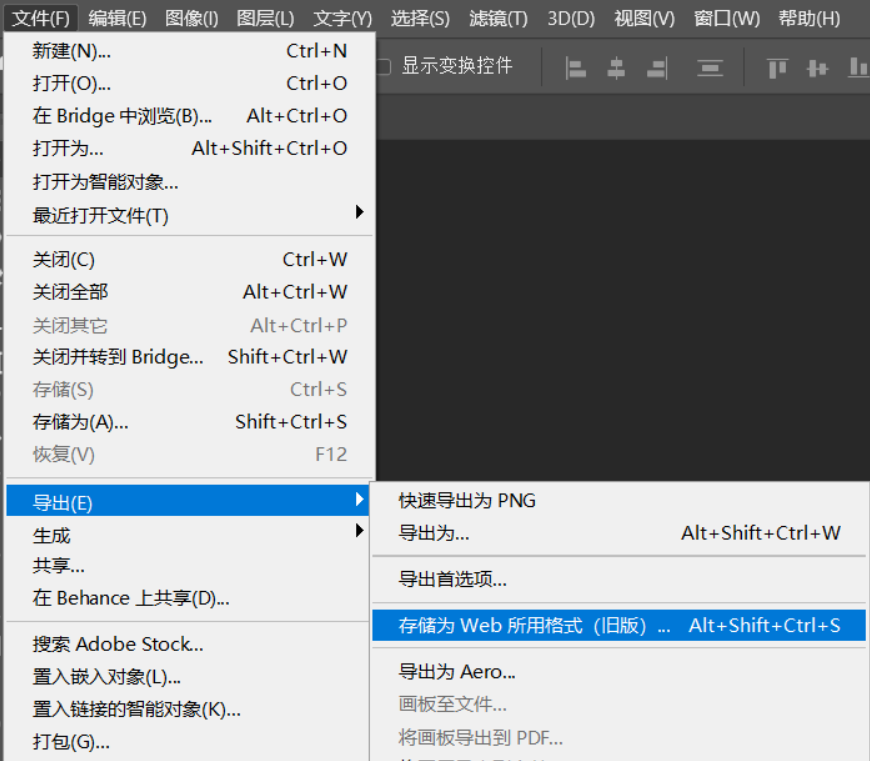 文件(F) 编辑(E) 图像(I) 图层(L) 文字(Y) 选择(S) 滤镜(T) 3D(D) 视图(V) 窗口(W) 帮助(H)
显示变换控件
新建(N)... Ctrl+N
打开(O)... Ctrl+O
在 Bridge 中浏览(B)... Alt+Ctrl+O
打开为... Alt+Shift+Ctrl+O
打开为智能对象...
最近打开文件(T)
关闭(C) Ctrl+W
关闭全部 Alt+Ctrl+W
关闭其它 Alt+Ctrl+P
关闭并转到 Bridge... Shift+Ctrl+W
存储(S) Ctrl+S
存储为(A)... Shift+Ctrl+S
恢复(V) F12
导出(E)
生成
共享...
在 Behance 上共享(D)...
搜索 Adobe Stock...
置入嵌入对象(L)...
置入链接的智能对象(K)...
打包(G)...
快速导出为 PNG
导出为... Alt+Shift+Ctrl+W
导出首选项...
存储为 Web 所用格式（旧版）... Alt+Shift+Ctrl+S
导出为 Aero...
画板至文件...
将画板导出到 PDF...